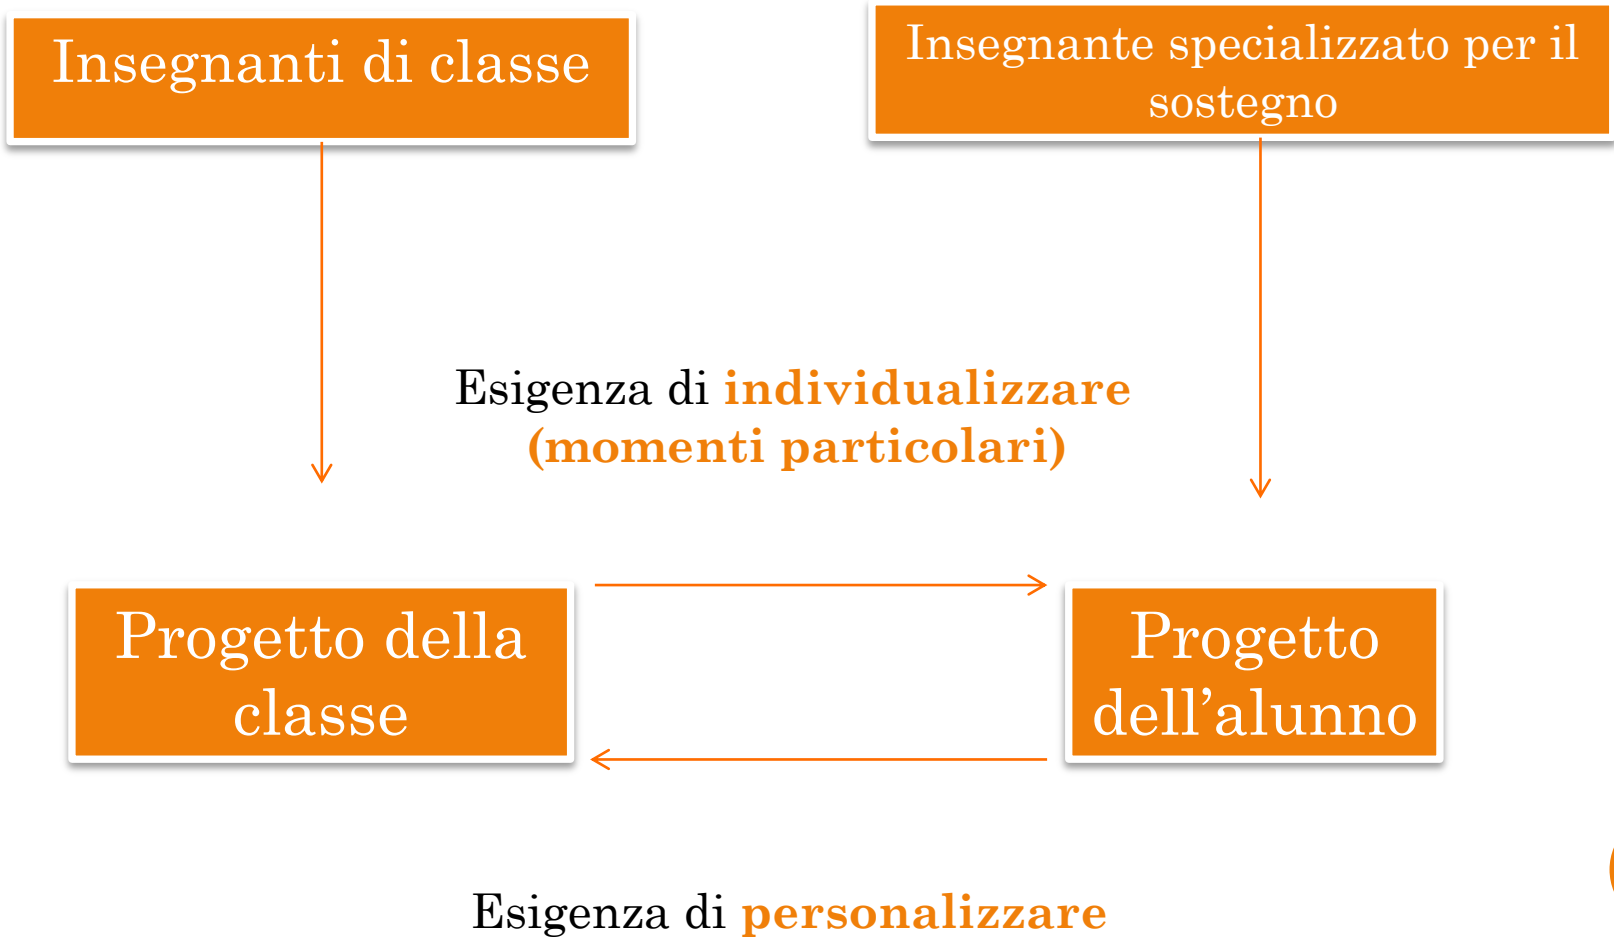 Insegnanti di classe
Insegnante specializzato per il
sostegno
Esigenza di individualizzare
(momenti particolari)
Progetto della
classe
Progetto
dell’alunno
Esigenza di personalizzare